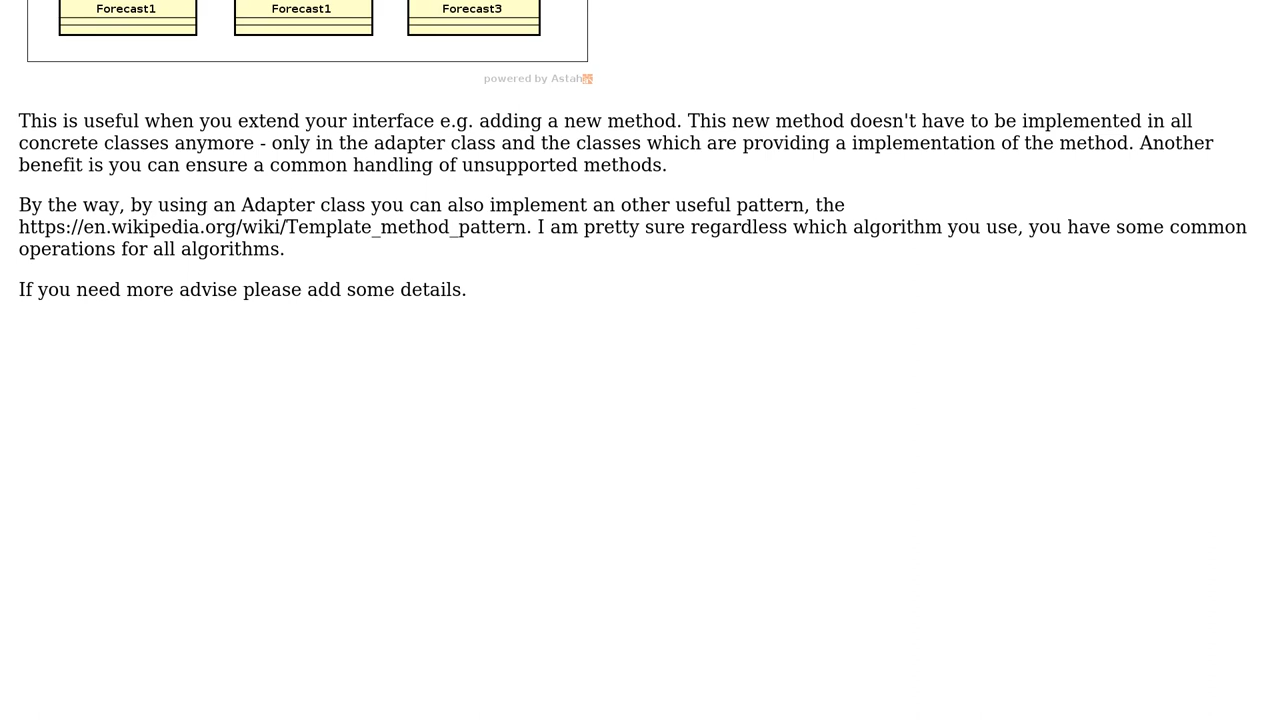 Forecast1 Forecast1 Forecast3
powered by Astah
This is useful when you extend your interface e.g. adding a new method. This new method doesn't have to be implemented in all
concrete classes anymore - only in the adapter class and the classes which are providing a implementation of the method. Another
benefit is you can ensure a common handling of unsupported methods.
By the way, by using an Adapter class you can also implement an other useful pattern, the
https://en.wikipedia.org/wiki/Template_method_pattern. I am pretty sure regardless which algorithm you use, you have some common
operations for all algorithms.
If you need more advise please add some details.